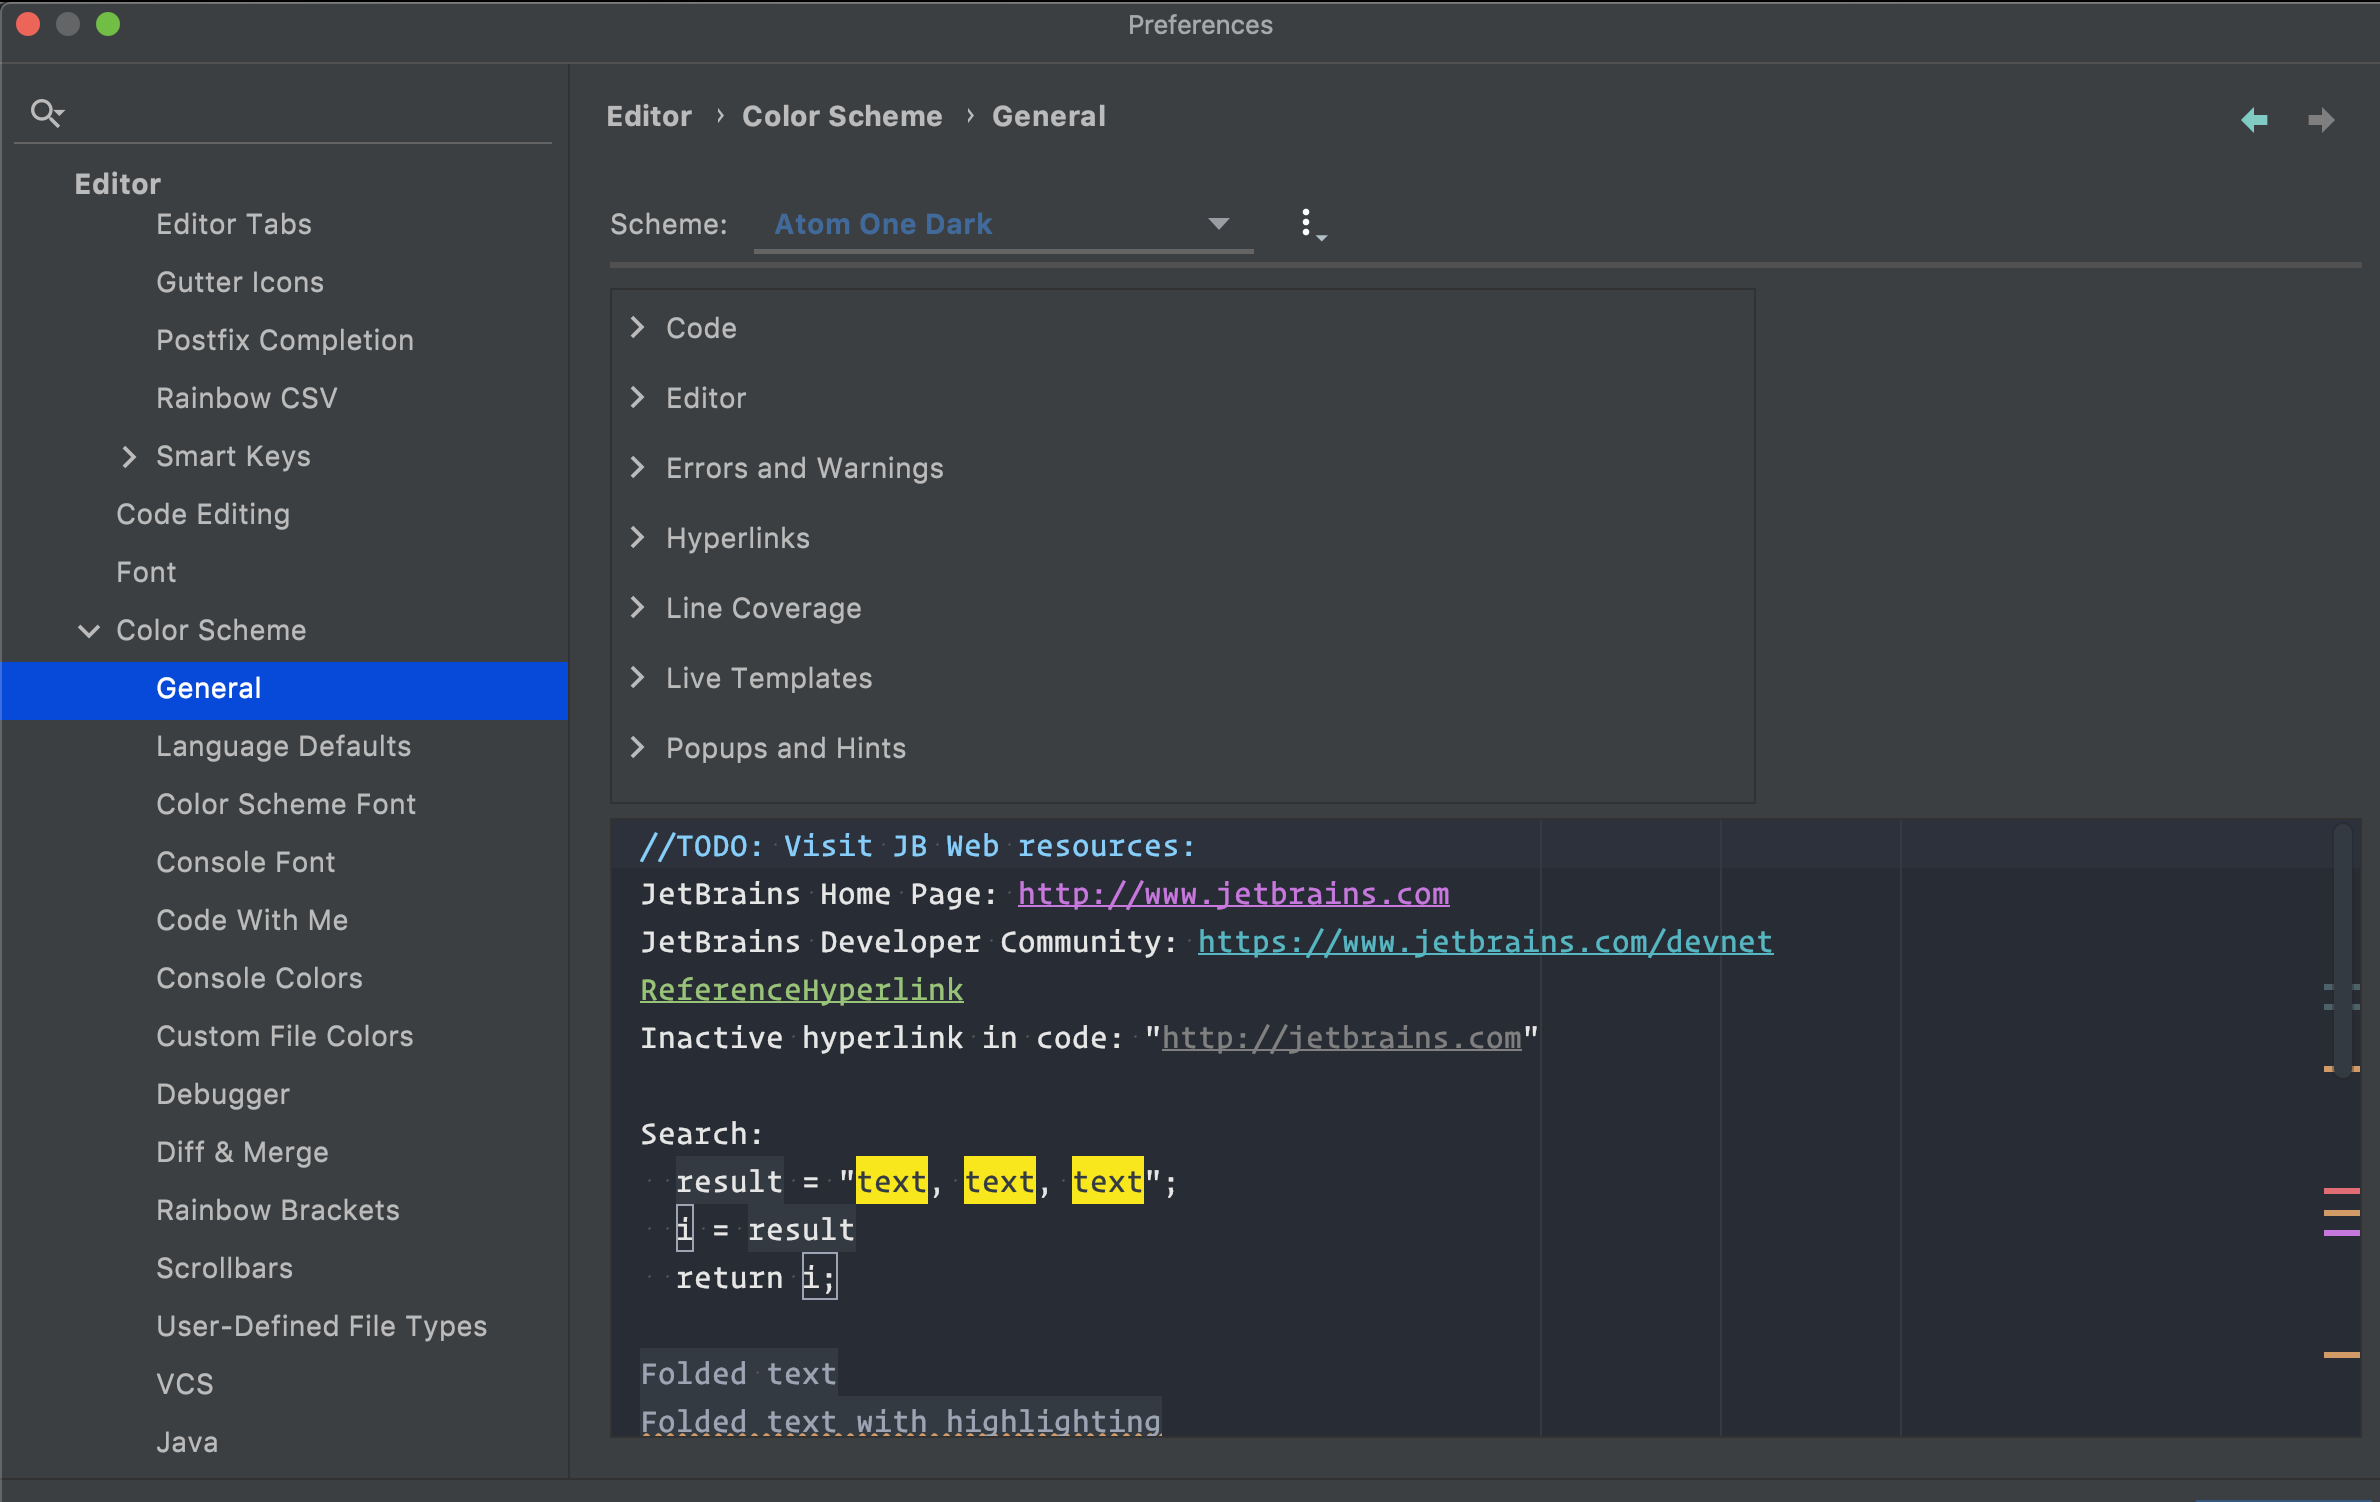 Preferences
Editor
Editor Tabs
Gutter Icons
Postfix Completion
Rainbow CSV
Smart Keys
Code Editing
Font
Color Scheme
General
Language Defaults
Color Scheme Font
Console Font
Code With Me
Console Colors
Custom File Colors
Debugger
Diff & Merge
Rainbow Brackets
Scrollbars
User-Defined File Types
VCS
Java
Editor › Color Scheme › General
Scheme: Atom One Dark
Code
Editor
Errors and Warnings
Hyperlinks
Line Coverage
Live Templates
Popups and Hints
//TODO: Visit JB Web resources:
JetBrains Home Page: http://www.jetbrains.com
JetBrains Developer Community: https://www.jetbrains.com/devnet
ReferenceHyperlink
Inactive hyperlink in code: "http://jetbrains.com"
Search:
result = "text, text, text";
i = result
return i;
Folded text
Folded text with highlighting